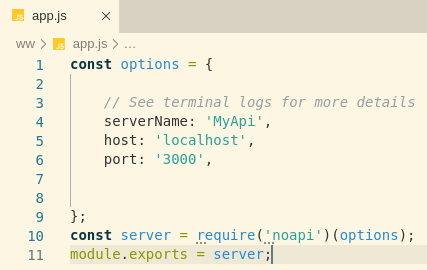 app.js
ww > app.js > ...
1 const options = {
2
3 // See terminal logs for more details
4 serverName: 'MyApi',
5 host: 'localhost',
6 port: '3000',
7
8
9 };
10 const server = require('noapi')(options);
11 module.exports = server;